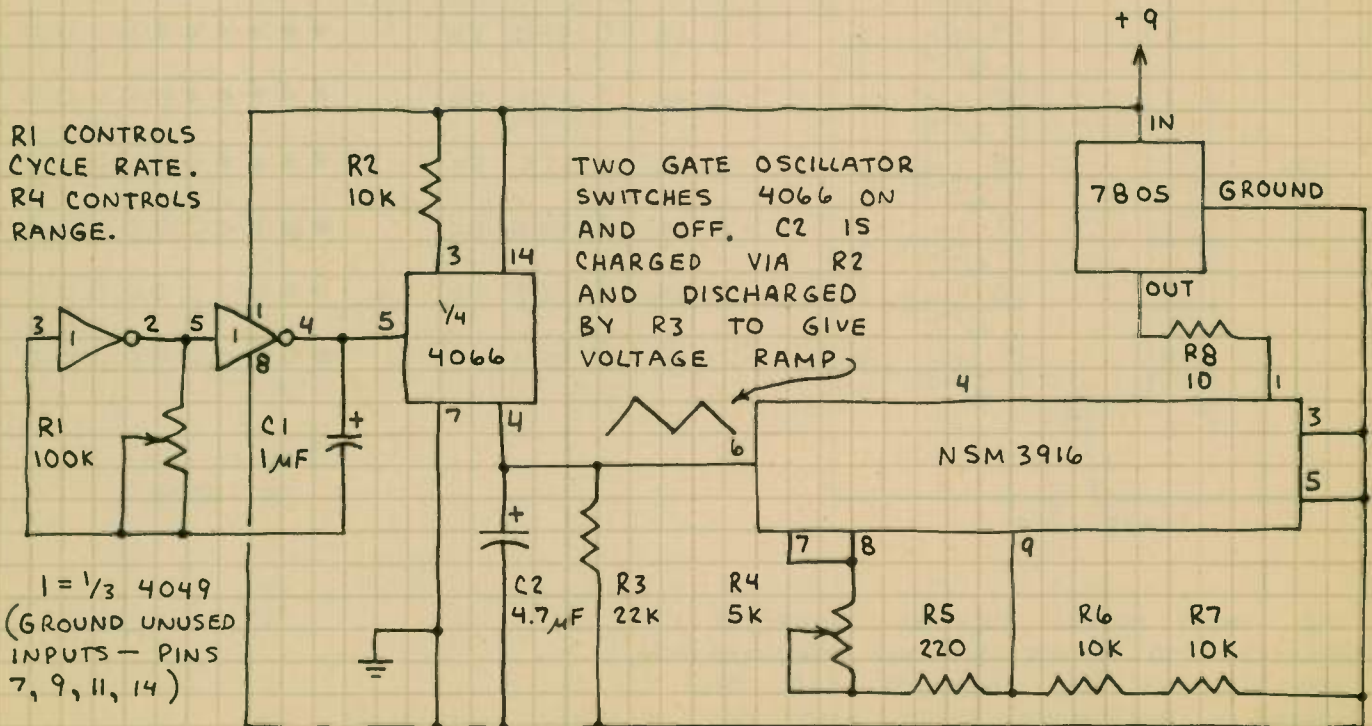 + 9
IN
7805
GROUND
OUT
R8
10
1
R1 CONTROLS
CYCLE RATE.
R4 CONTROLS
RANGE.
R2
10K
TWO GATE OSCILLATOR
SWITCHES 4066 ON
AND OFF. C2 IS
CHARGED VIA R2
AND DISCHARGED
BY R3 TO GIVE
VOLTAGE RAMP
3
14
1/4
4066
5
7
4
3
1
2
5
1
1
8
4
R1
100K
C1
1µF
+
4
6
NSM 3916
3
5
7
8
9
+
C2
4.7µF
R3
22K
R4
5K
R5
220
R6
10K
R7
10K
1 = 1/3 4049
(GROUND UNUSED
INPUTS — PINS
7, 9, 11, 14)